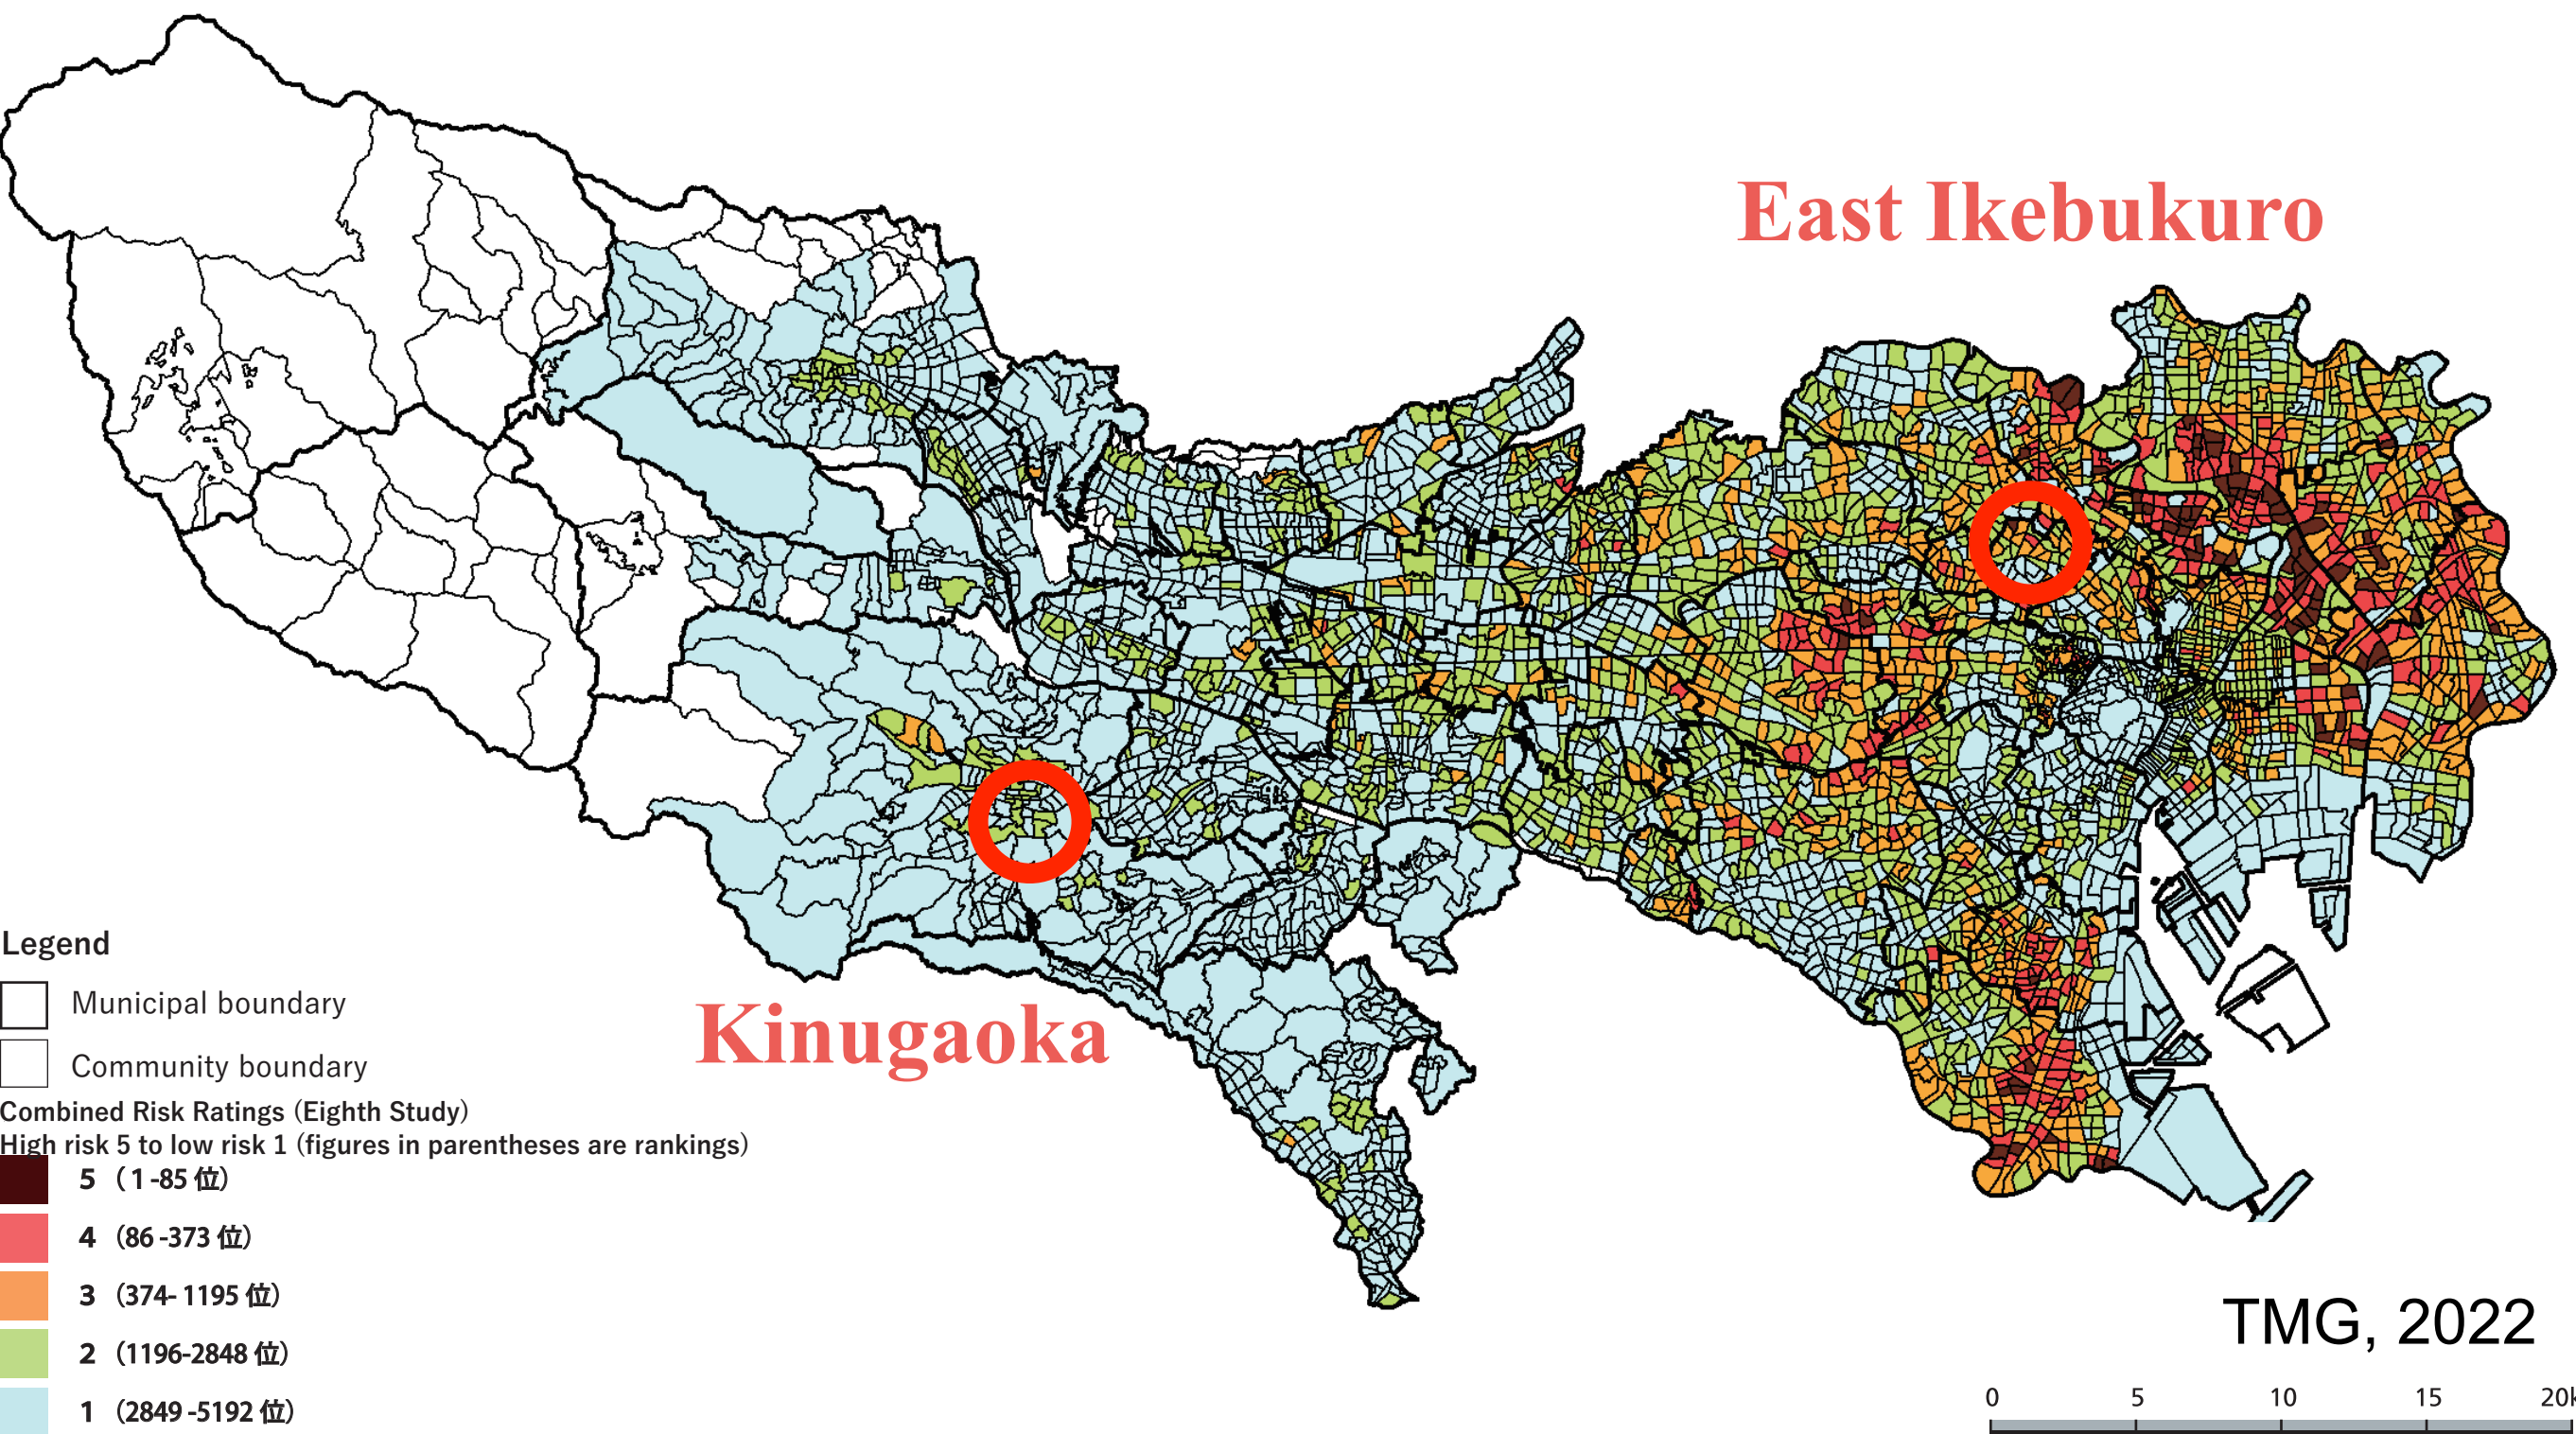 East Ikebukuro
Kinugaoka
Legend
Municipal boundary
Community boundary
Combined Risk Ratings (Eighth Study)
High risk 5 to low risk 1 (figures in parentheses are rankings)
5 (1-85 位)
4 (86-373 位)
3 (374-1195 位)
2 (1196-2848 位)
1 (2849-5192 位)
TMG, 2022
0 5 10 15 20k